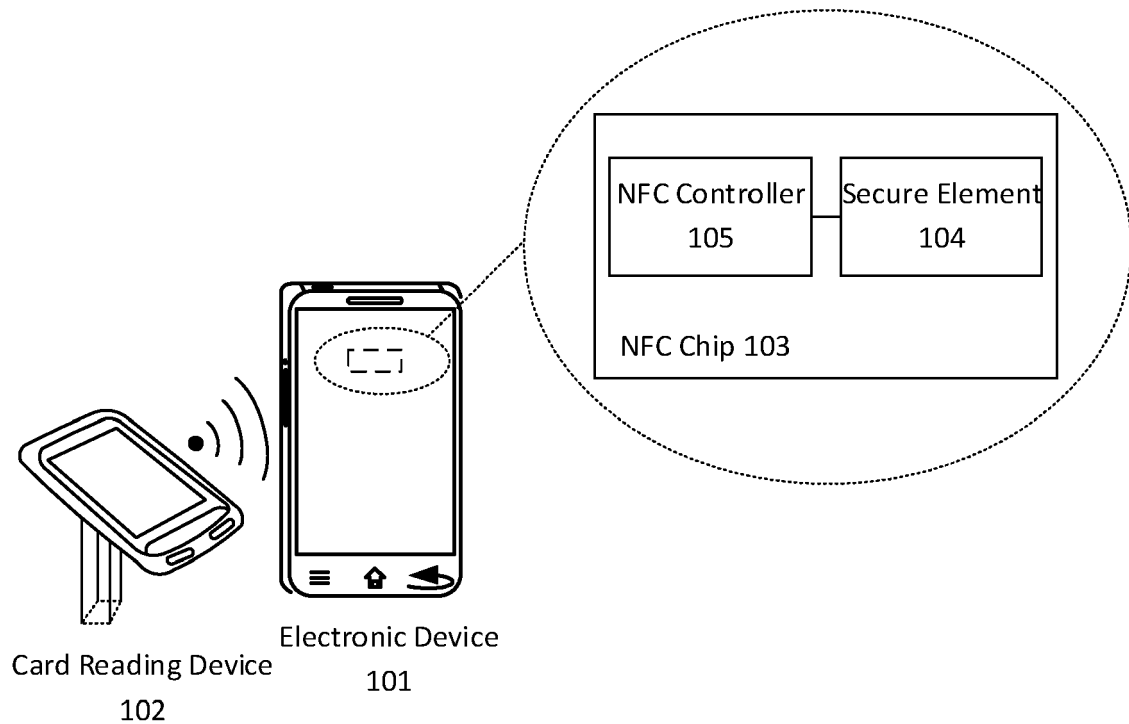 NFC Controller
105
Secure Element
104
NFC Chip 103
Electronic Device
101
Card Reading Device
102